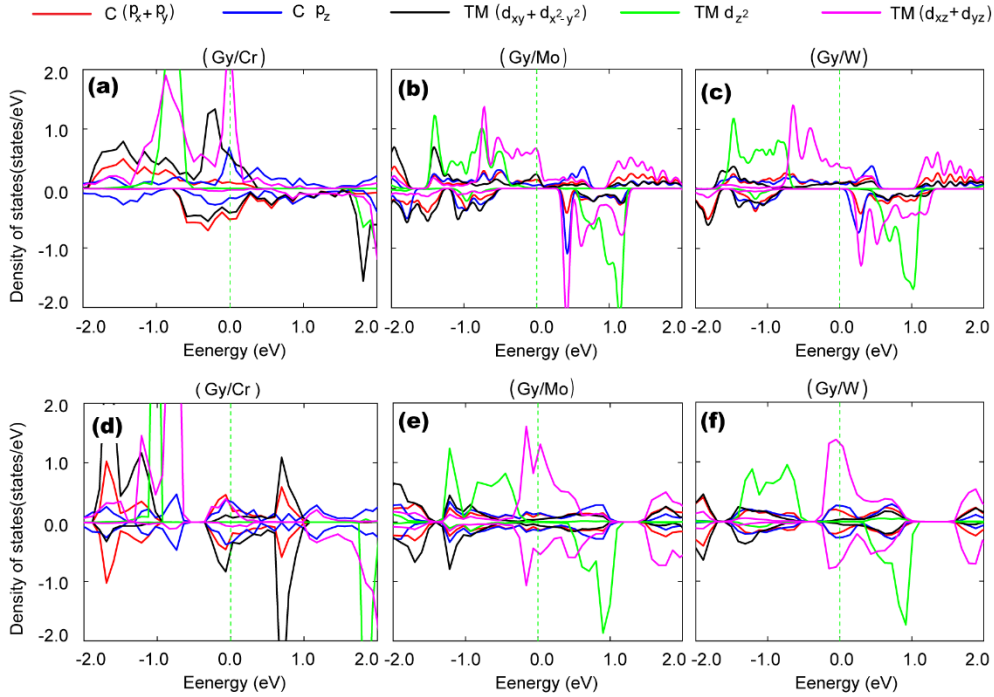 C (px+py) C pz TM (dxy+dx²-y²) TM dz² TM (dxz+dyz)
(Gy/Cr) (Gy/Mo) (Gy/W)
Density of states(states/eV)
2.0 1.0 0.0 -1.0 -2.0
(a) (b) (c)
-2.0 -1.0 0.0 1.0 2.0 -2.0 -1.0 0.0 1.0 2.0 -2.0 -1.0 0.0 1.0 2.0
Eenergy (eV) Eenergy (eV) Eenergy (eV)
(Gy/Cr ) (Gy/Mo) (Gy/W)
Density of states(states/eV)
2.0 1.0 0.0 -1.0 -2.0
(d) (e) (f)
-2.0 -1.0 0.0 1.0 2.0 -2.0 -1.0 0.0 1.0 2.0 -2.0 -1.0 0.0 1.0 2.0
Eenergy (eV) Eenergy (eV) Eenergy (eV)